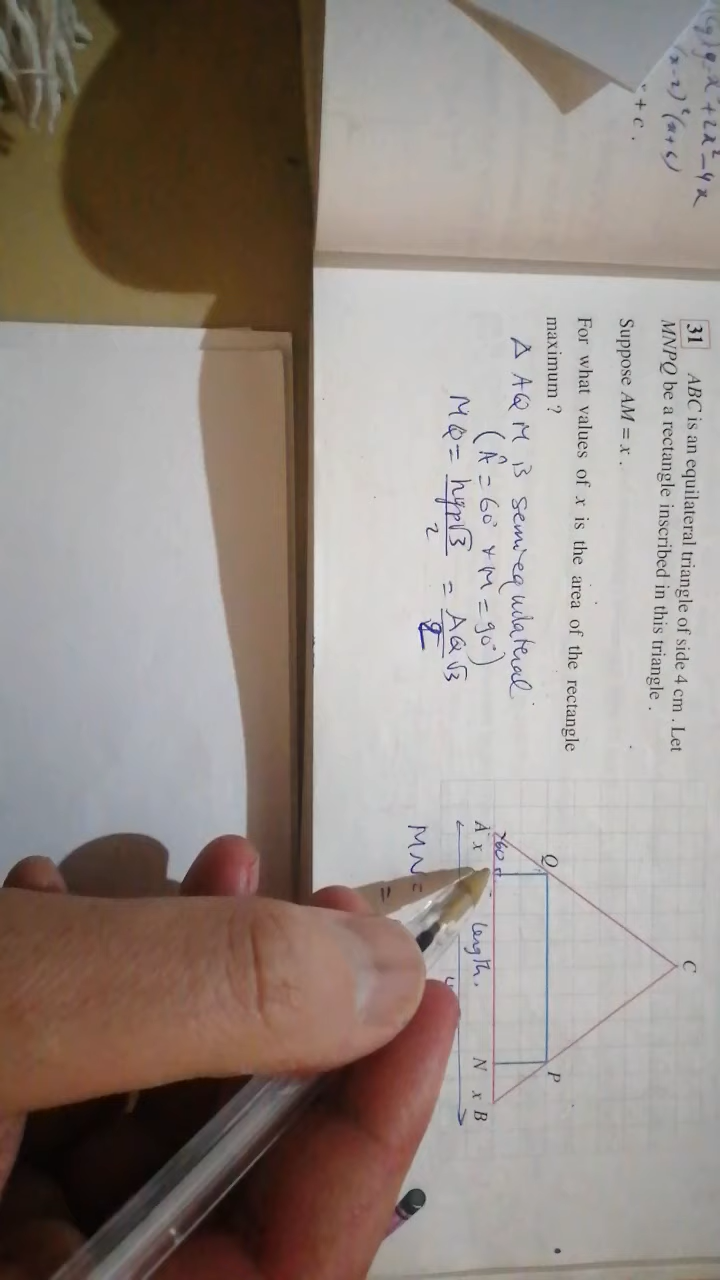 + c .
31 ABC is an equilateral triangle of side 4 cm . Let
MNPQ be a rectangle inscribed in this triangle .
Suppose AM = x .
For what values of x is the area of the rectangle
maximum ?
Δ AQM is semi-equilateral
(Â = 60° + M = 90°)
MQ = hyp√3 / 2 = AQ√3 / 2
C
Q
P
60°
A x length. N x B
MN =
=